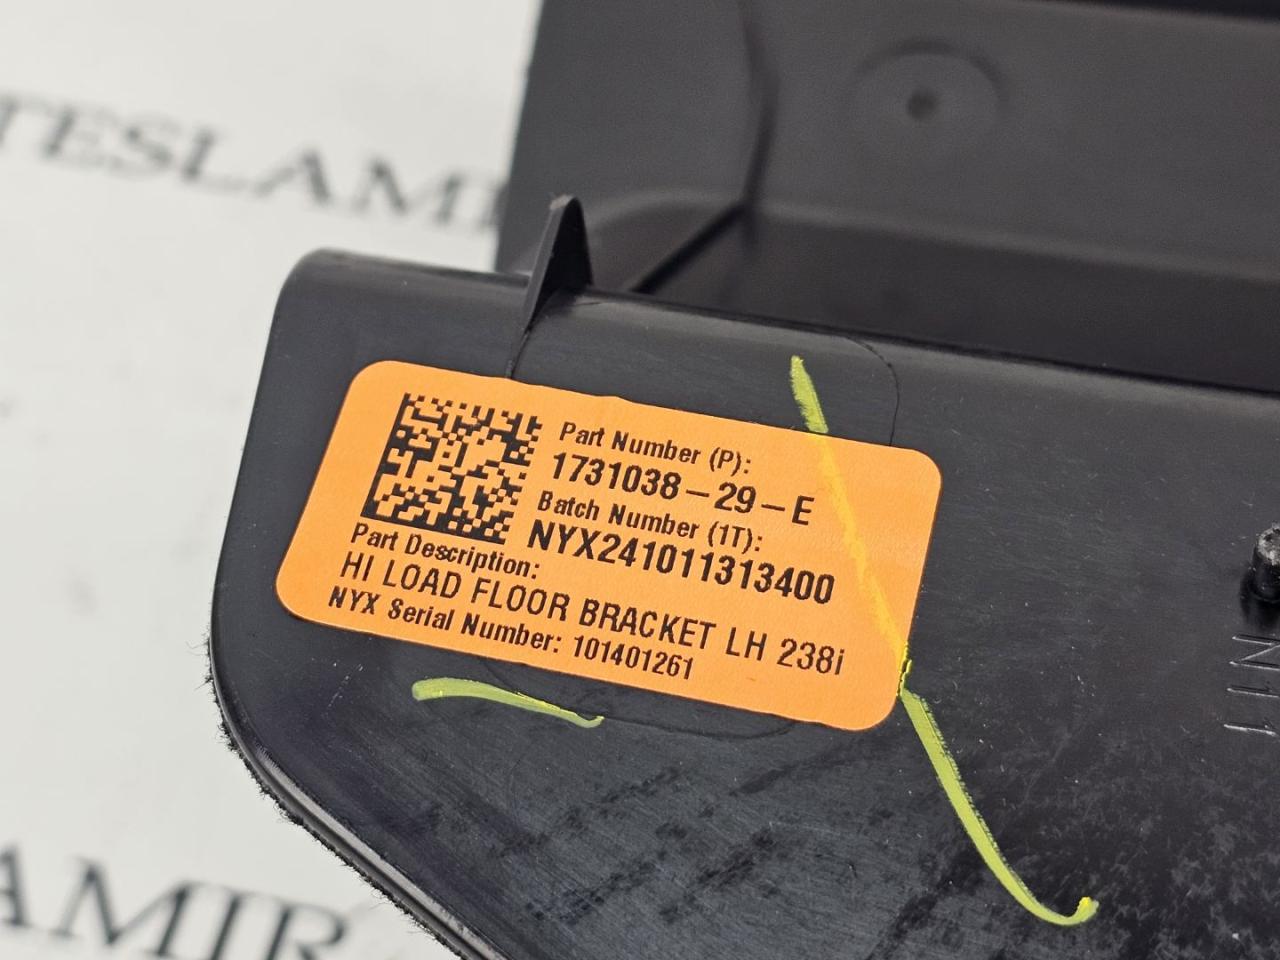 TESLAMIR
Part Number (P):
1731038-29-E
Batch Number (1T):
NYX241011313400
Part Description:
HI LOAD FLOOR BRACKET LH 238i
NYX Serial Number: 101401261
AMIR